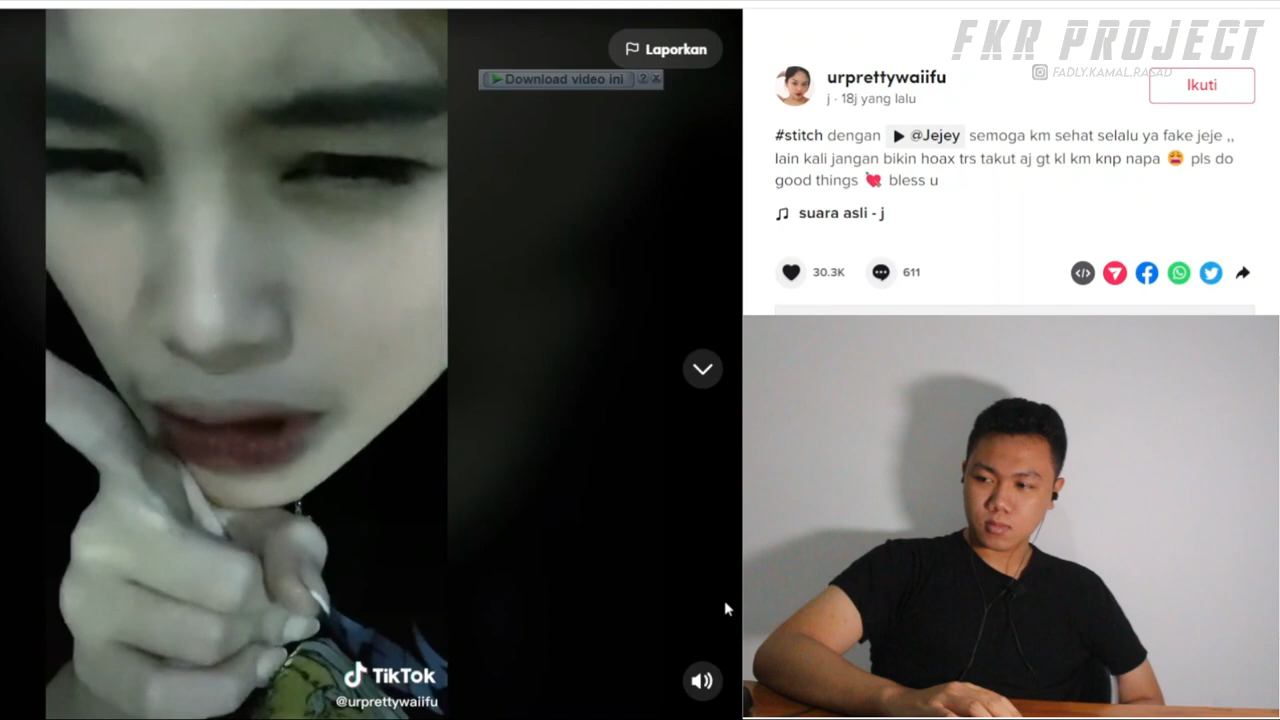 FKR PROJECT
FADLY.KAMAL.RASAD
Laporkan
Download video ini
urprettywaiifu
j · 18j yang lalu
Ikuti
#stitch dengan ▶ @Jejey semoga km sehat selalu ya fake jeje ,,
lain kali jangan bikin hoax trs takut aj gt kl km knp napa 🤩 pls do
good things 💘 bless u
suara asli - j
30.3K
611
TikTok
@urprettywaiifu